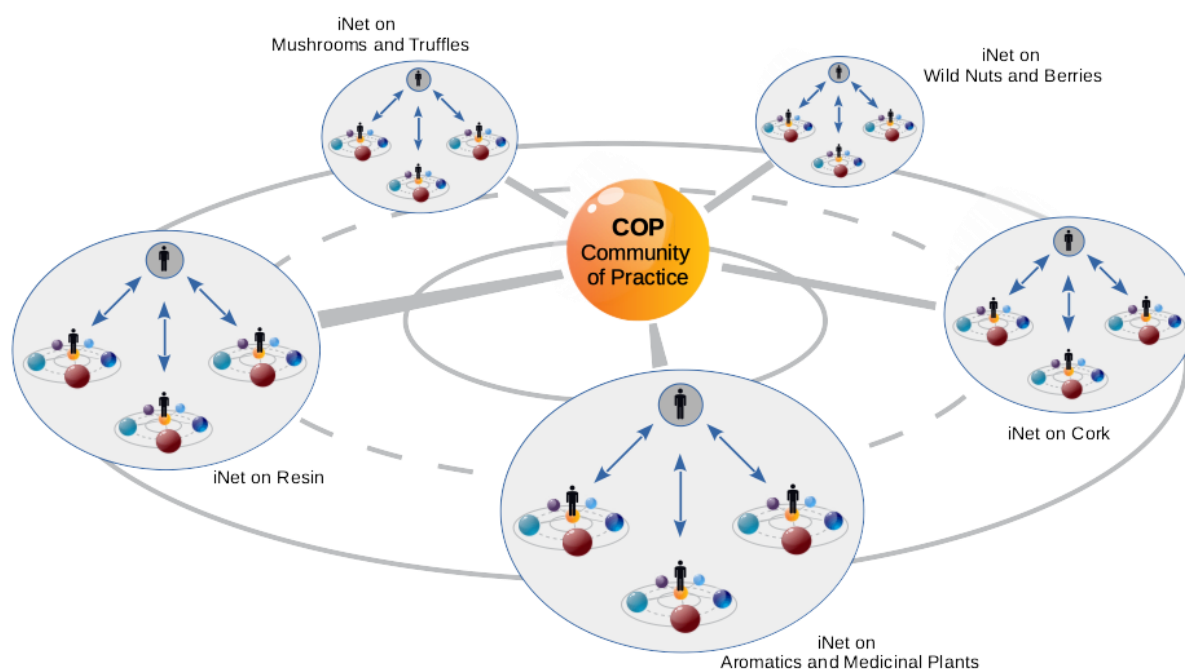 iNet on
Mushrooms and Truffles
iNet on
Wild Nuts and Berries
COP
Community
of Practice
iNet on Cork
iNet on Resin
iNet on
Aromatics and Medicinal Plants